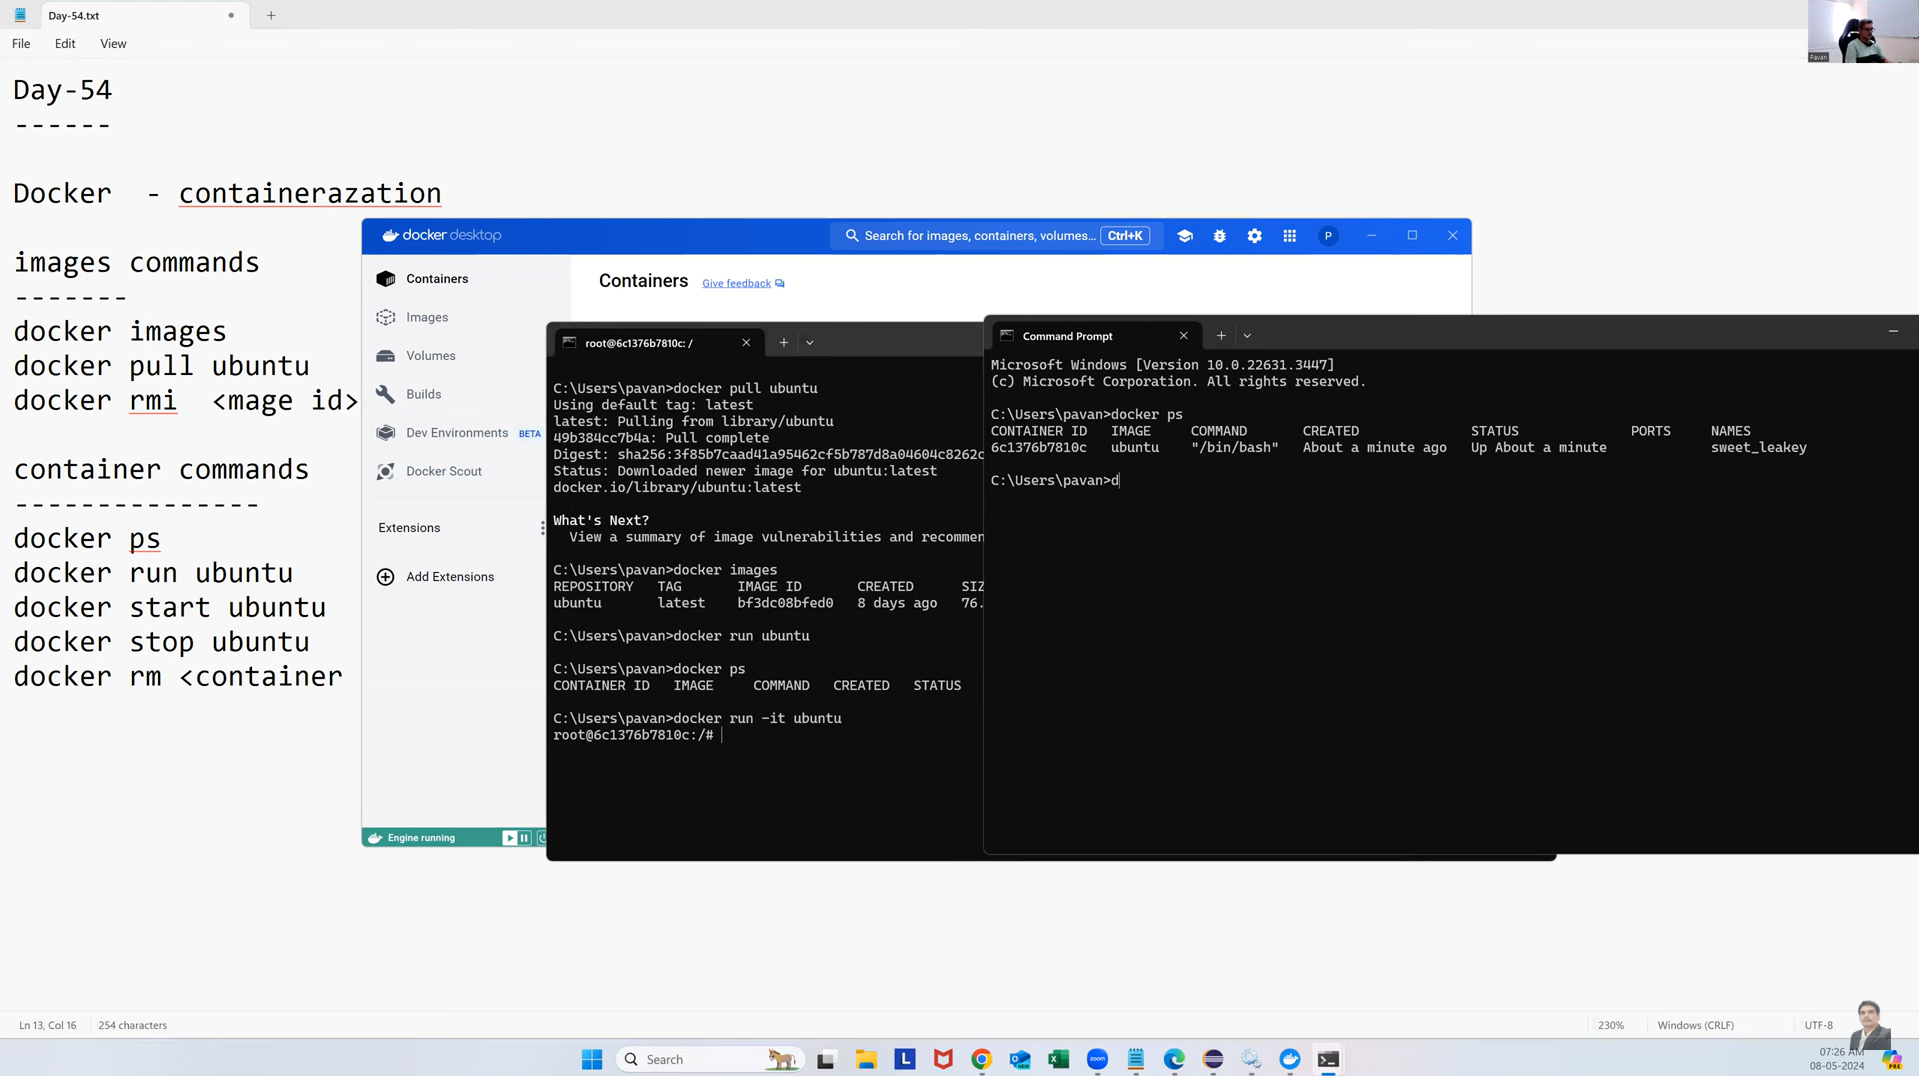 Day-54.txt
File Edit View
Pavan
Day-54
------
Docker - containerazation
images commands
-------
docker images
docker pull ubuntu
docker rmi <mage id>
container commands
---------------
docker ps
docker run ubuntu
docker start ubuntu
docker stop ubuntu
docker rm <container
docker desktop
Search for images, containers, volumes... Ctrl+K
P
Containers
Images
Volumes
Builds
Dev Environments BETA
Docker Scout
Extensions
Add Extensions
Engine running
Containers Give feedback
root@6c1376b7810c: /
C:\Users\pavan>docker pull ubuntu
Using default tag: latest
latest: Pulling from library/ubuntu
49b384cc7b4a: Pull complete
Digest: sha256:3f85b7caad41a95462cf5b787d8a04604c8262c
Status: Downloaded newer image for ubuntu:latest
docker.io/library/ubuntu:latest
What's Next?
View a summary of image vulnerabilities and recommen
C:\Users\pavan>docker images
REPOSITORY TAG IMAGE ID CREATED SIZ
ubuntu latest bf3dc08bfed0 8 days ago 76.
C:\Users\pavan>docker run ubuntu
C:\Users\pavan>docker ps
CONTAINER ID IMAGE COMMAND CREATED STATUS
C:\Users\pavan>docker run -it ubuntu
root@6c1376b7810c:/#
Command Prompt
Microsoft Windows [Version 10.0.22631.3447]
(c) Microsoft Corporation. All rights reserved.
C:\Users\pavan>docker ps
CONTAINER ID IMAGE COMMAND CREATED STATUS PORTS NAMES
6c1376b7810c ubuntu "/bin/bash" About a minute ago Up About a minute sweet_leakey
C:\Users\pavan>d
Ln 13, Col 16 254 characters 230% Windows (CRLF) UTF-8
Search
L
zoom
07:26 AM
08-05-2024
PRE